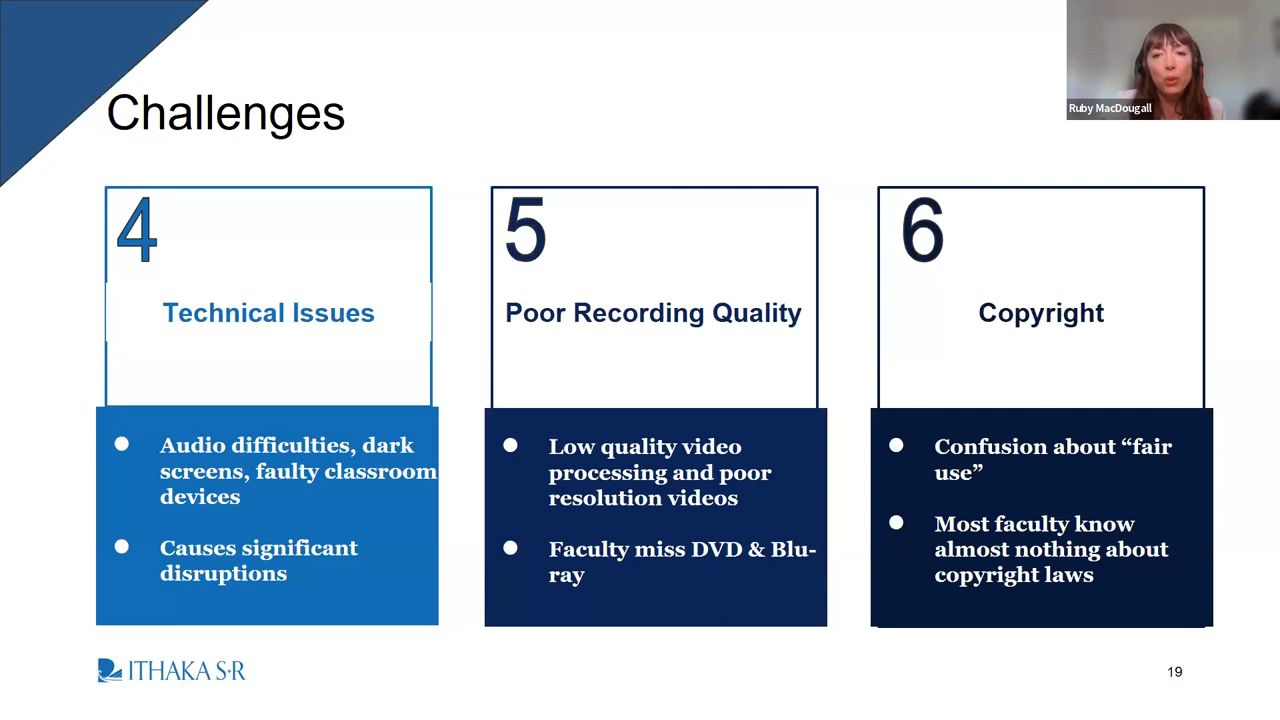 Challenges
Ruby MacDougall
4
Technical Issues
Audio difficulties, dark
screens, faulty classroom
devices
Causes significant
disruptions
5
Poor Recording Quality
Low quality video
processing and poor
resolution videos
Faculty miss DVD & Blu-
ray
6
Copyright
Confusion about “fair
use”
Most faculty know
almost nothing about
copyright laws
ITHAKA S+R
19